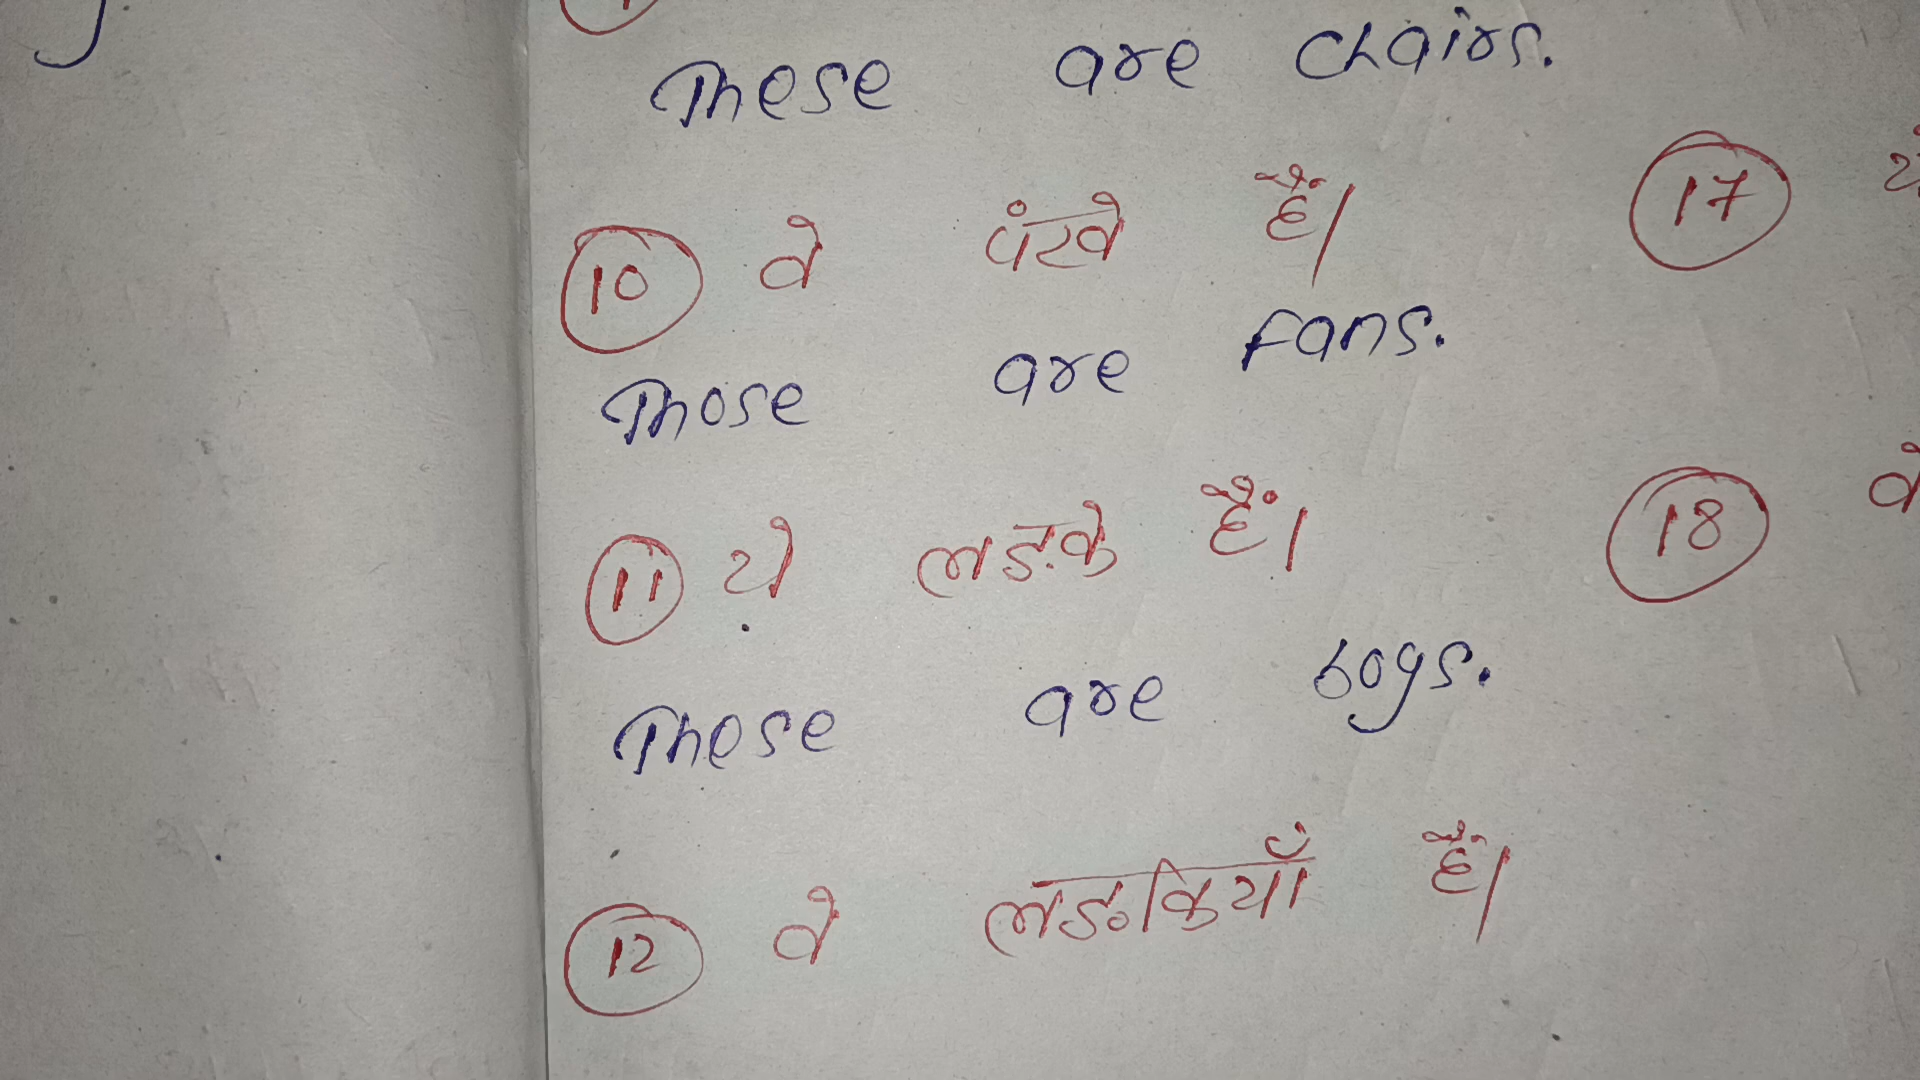 These are chairs.
10 वे पंखे हैं।
Those are fans.
11 ये लड़के हैं।
These are boys.
12 वे लड़कियाँ हैं।
17
18 वे